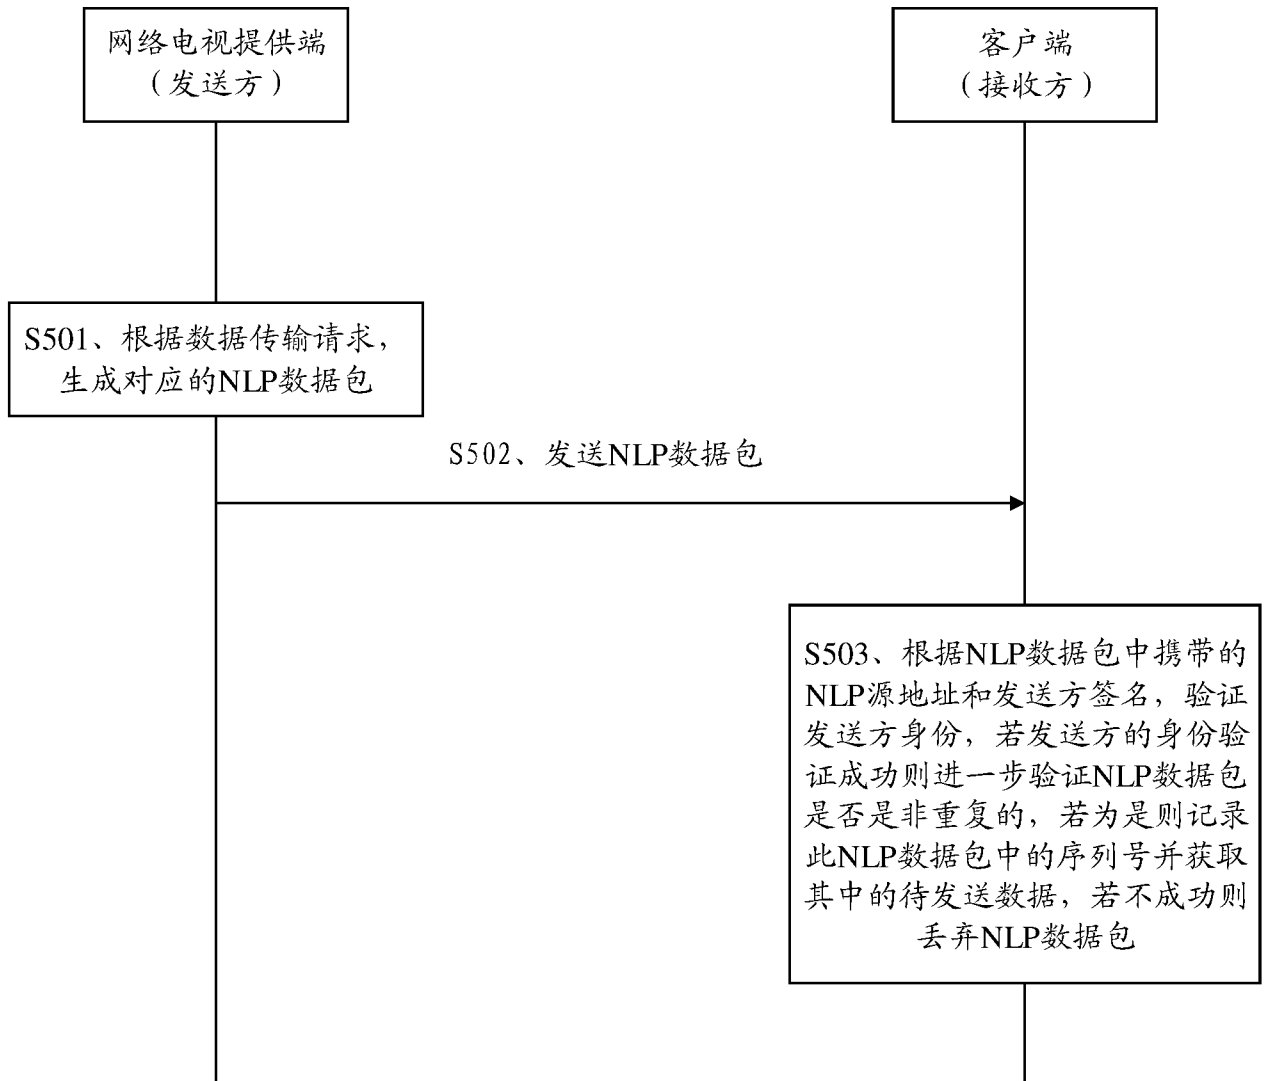 网络电视提供端
（发送方）
客户端
（接收方）
S501、根据数据传输请求，
生成对应的NLP数据包
S502、发送NLP数据包
S503、根据NLP数据包中携带的
NLP源地址和发送方签名，验证
发送方身份，若发送方的身份验
证成功则进一步验证NLP数据包
是否是非重复的，若为是则记录
此NLP数据包中的序列号并获取
其中的待发送数据，若不成功则
丢弃NLP数据包